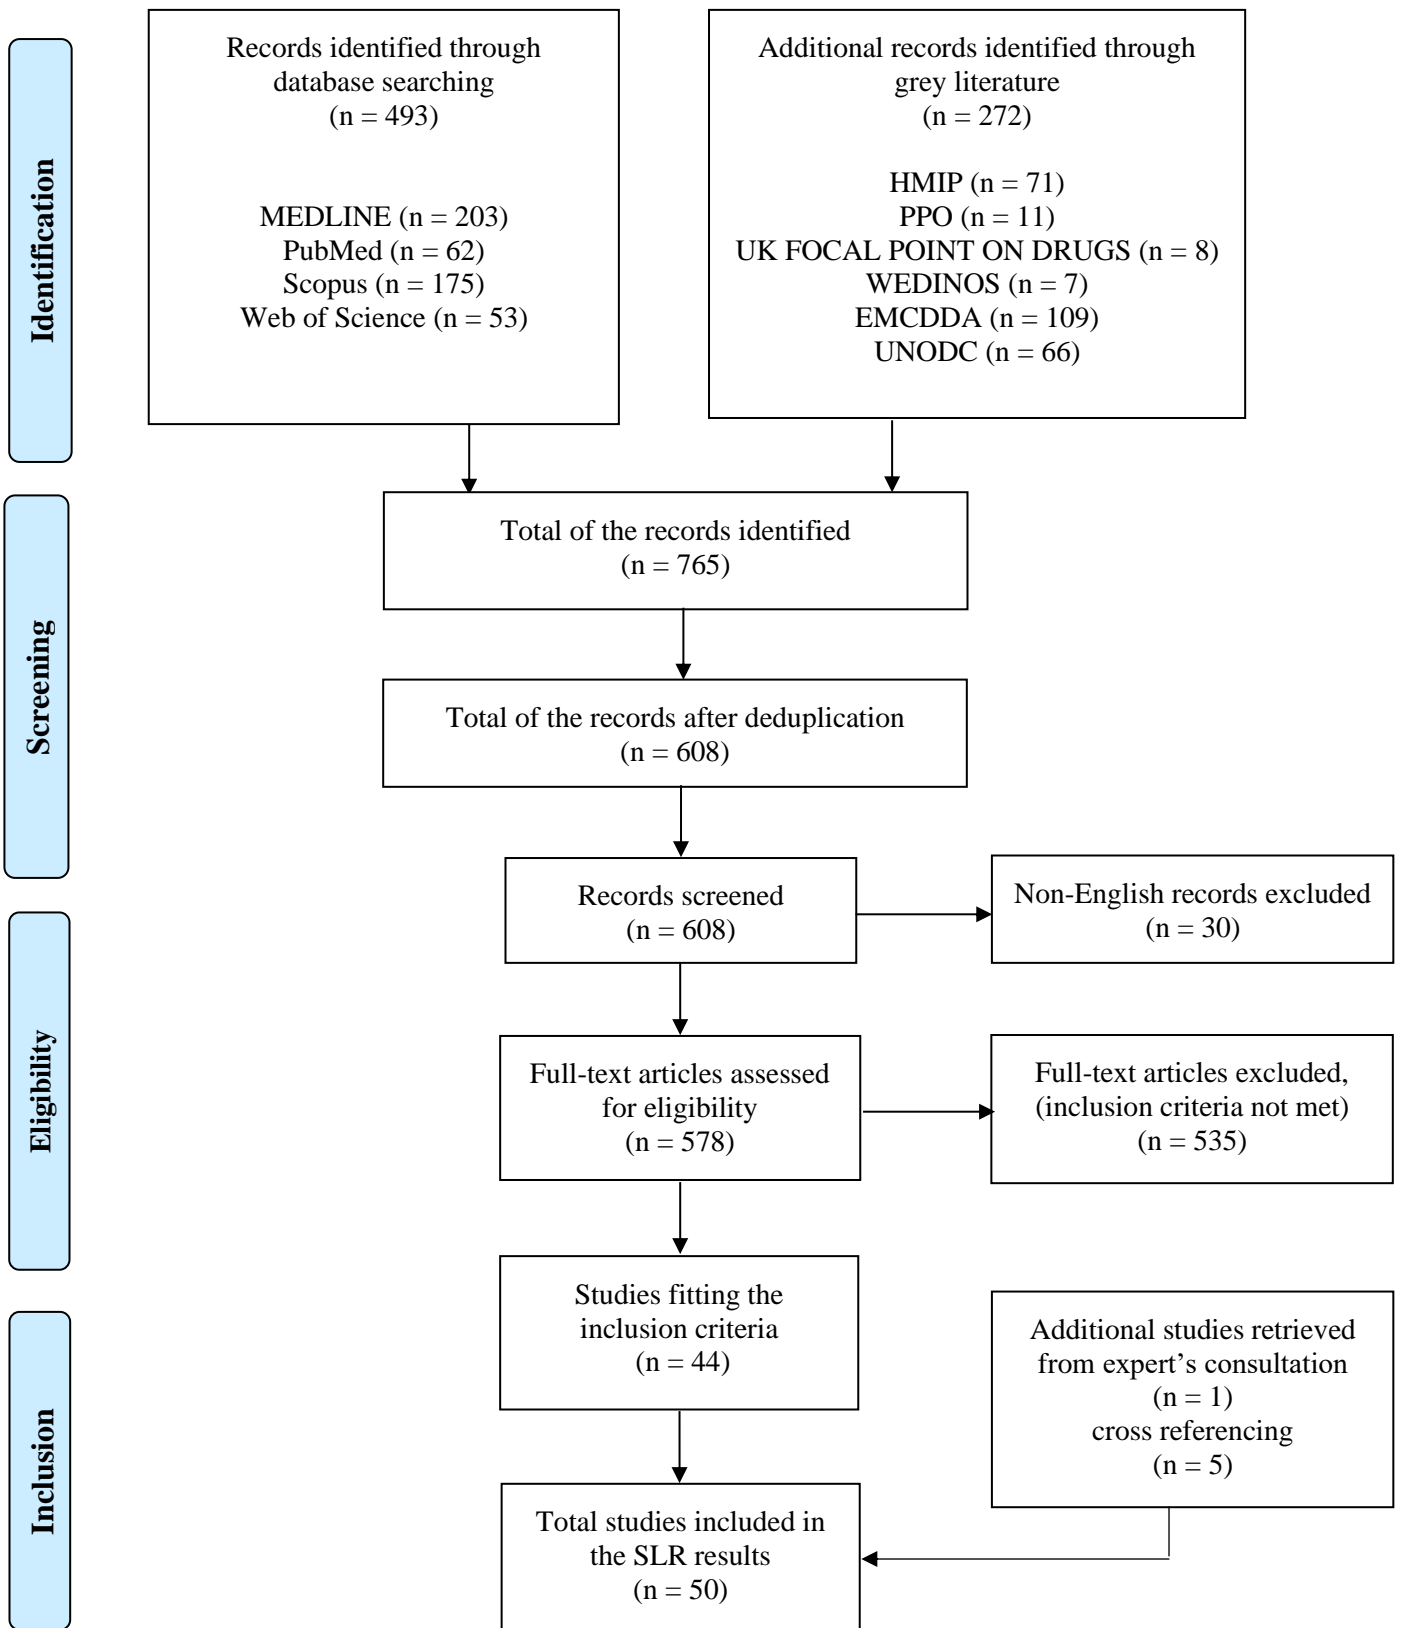 Identification
Records identified through
database searching
(n = 493)
MEDLINE (n = 203)
PubMed (n = 62)
Scopus (n = 175)
Web of Science (n = 53)
Additional records identified through
grey literature
(n = 272)
HMIP (n = 71)
PPO (n = 11)
UK FOCAL POINT ON DRUGS (n = 8)
WEDINOS (n = 7)
EMCDDA (n = 109)
UNODC (n = 66)
Screening
Total of the records identified
(n = 765)
Total of the records after deduplication
(n = 608)
Records screened
(n = 608)
Non-English records excluded
(n = 30)
Eligibility
Full-text articles assessed
for eligibility
(n = 578)
Full-text articles excluded,
(inclusion criteria not met)
(n = 535)
Studies fitting the
inclusion criteria
(n = 44)
Inclusion
Additional studies retrieved
from expert’s consultation
(n = 1)
cross referencing
(n = 5)
Total studies included in
the SLR results
(n = 50)